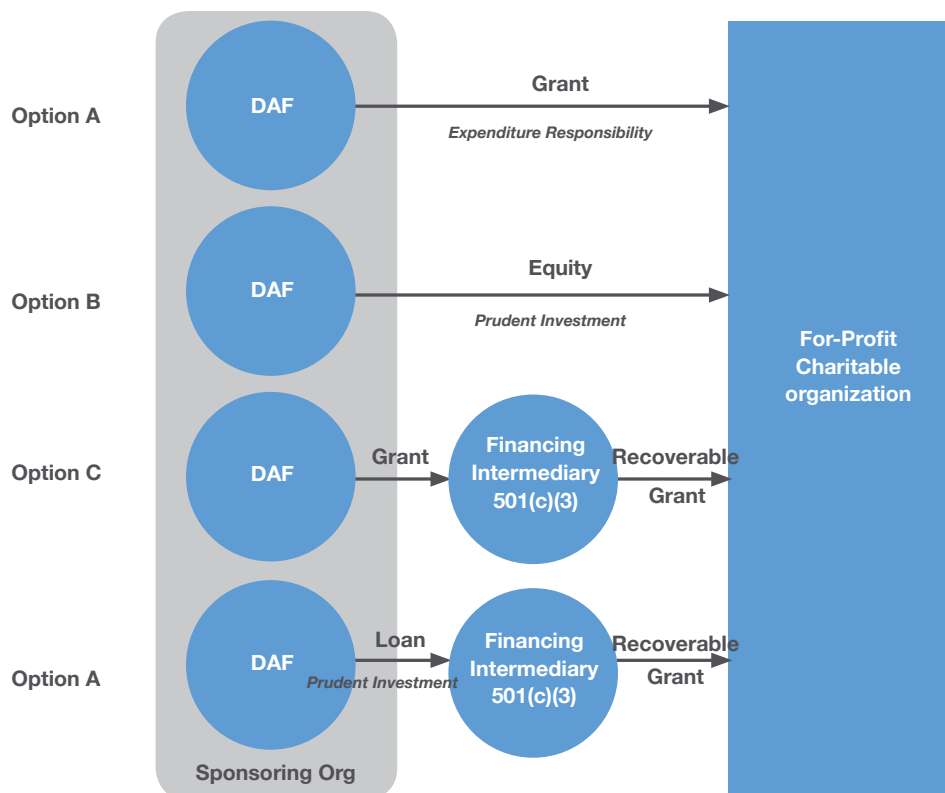 Option A
DAF
Grant
Expenditure Responsibility
Option B
DAF
Equity
Prudent Investment
For-Profit
Charitable
organization
Option C
DAF
Grant
Financing
Intermediary
501(c)(3)
Recoverable
Grant
Option A
DAF
Loan
Prudent Investment
Financing
Intermediary
501(c)(3)
Recoverable
Grant
Sponsoring Org